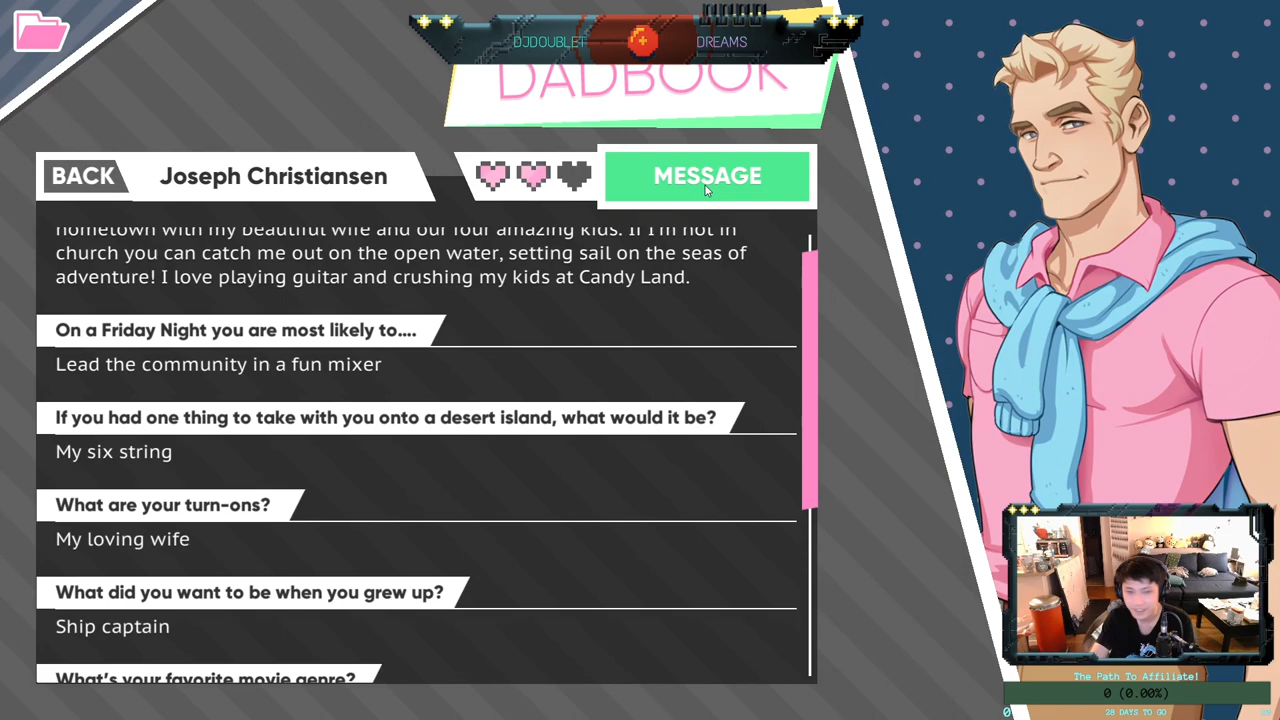 DJDOUBLET
DREAMS
DADBOOK
BACK
Joseph Christiansen
MESSAGE
hometown with my beautiful wife and our four amazing kids. If I'm not in
church you can catch me out on the open water, setting sail on the seas of
adventure! I love playing guitar and crushing my kids at Candy Land.
On a Friday Night you are most likely to....
Lead the community in a fun mixer
If you had one thing to take with you onto a desert island, what would it be?
My six string
What are your turn-ons?
My loving wife
What did you want to be when you grew up?
Ship captain
What's your favorite movie genre?
The Path To Affiliate!
0 (0.00%)
0
28 DAYS TO GO